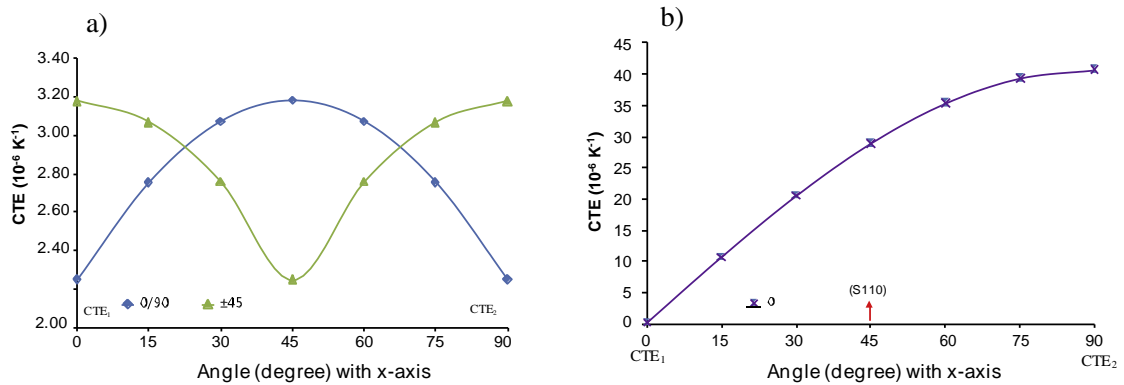 a)
3.40
3.20
3.00
2.80
2.60
2.40
2.20
2.00
CTE (10⁻⁶ K⁻¹)
CTE₁
0/90
±45
CTE₂
0 15 30 45 60 75 90
Angle (degree) with x-axis
b)
50
45
40
35
30
25
20
15
10
5
0
CTE (10⁻⁶ K⁻¹)
(S110)
0
0 15 30 45 60 75 90
CTE₁
CTE₂
Angle (degree) with x-axis